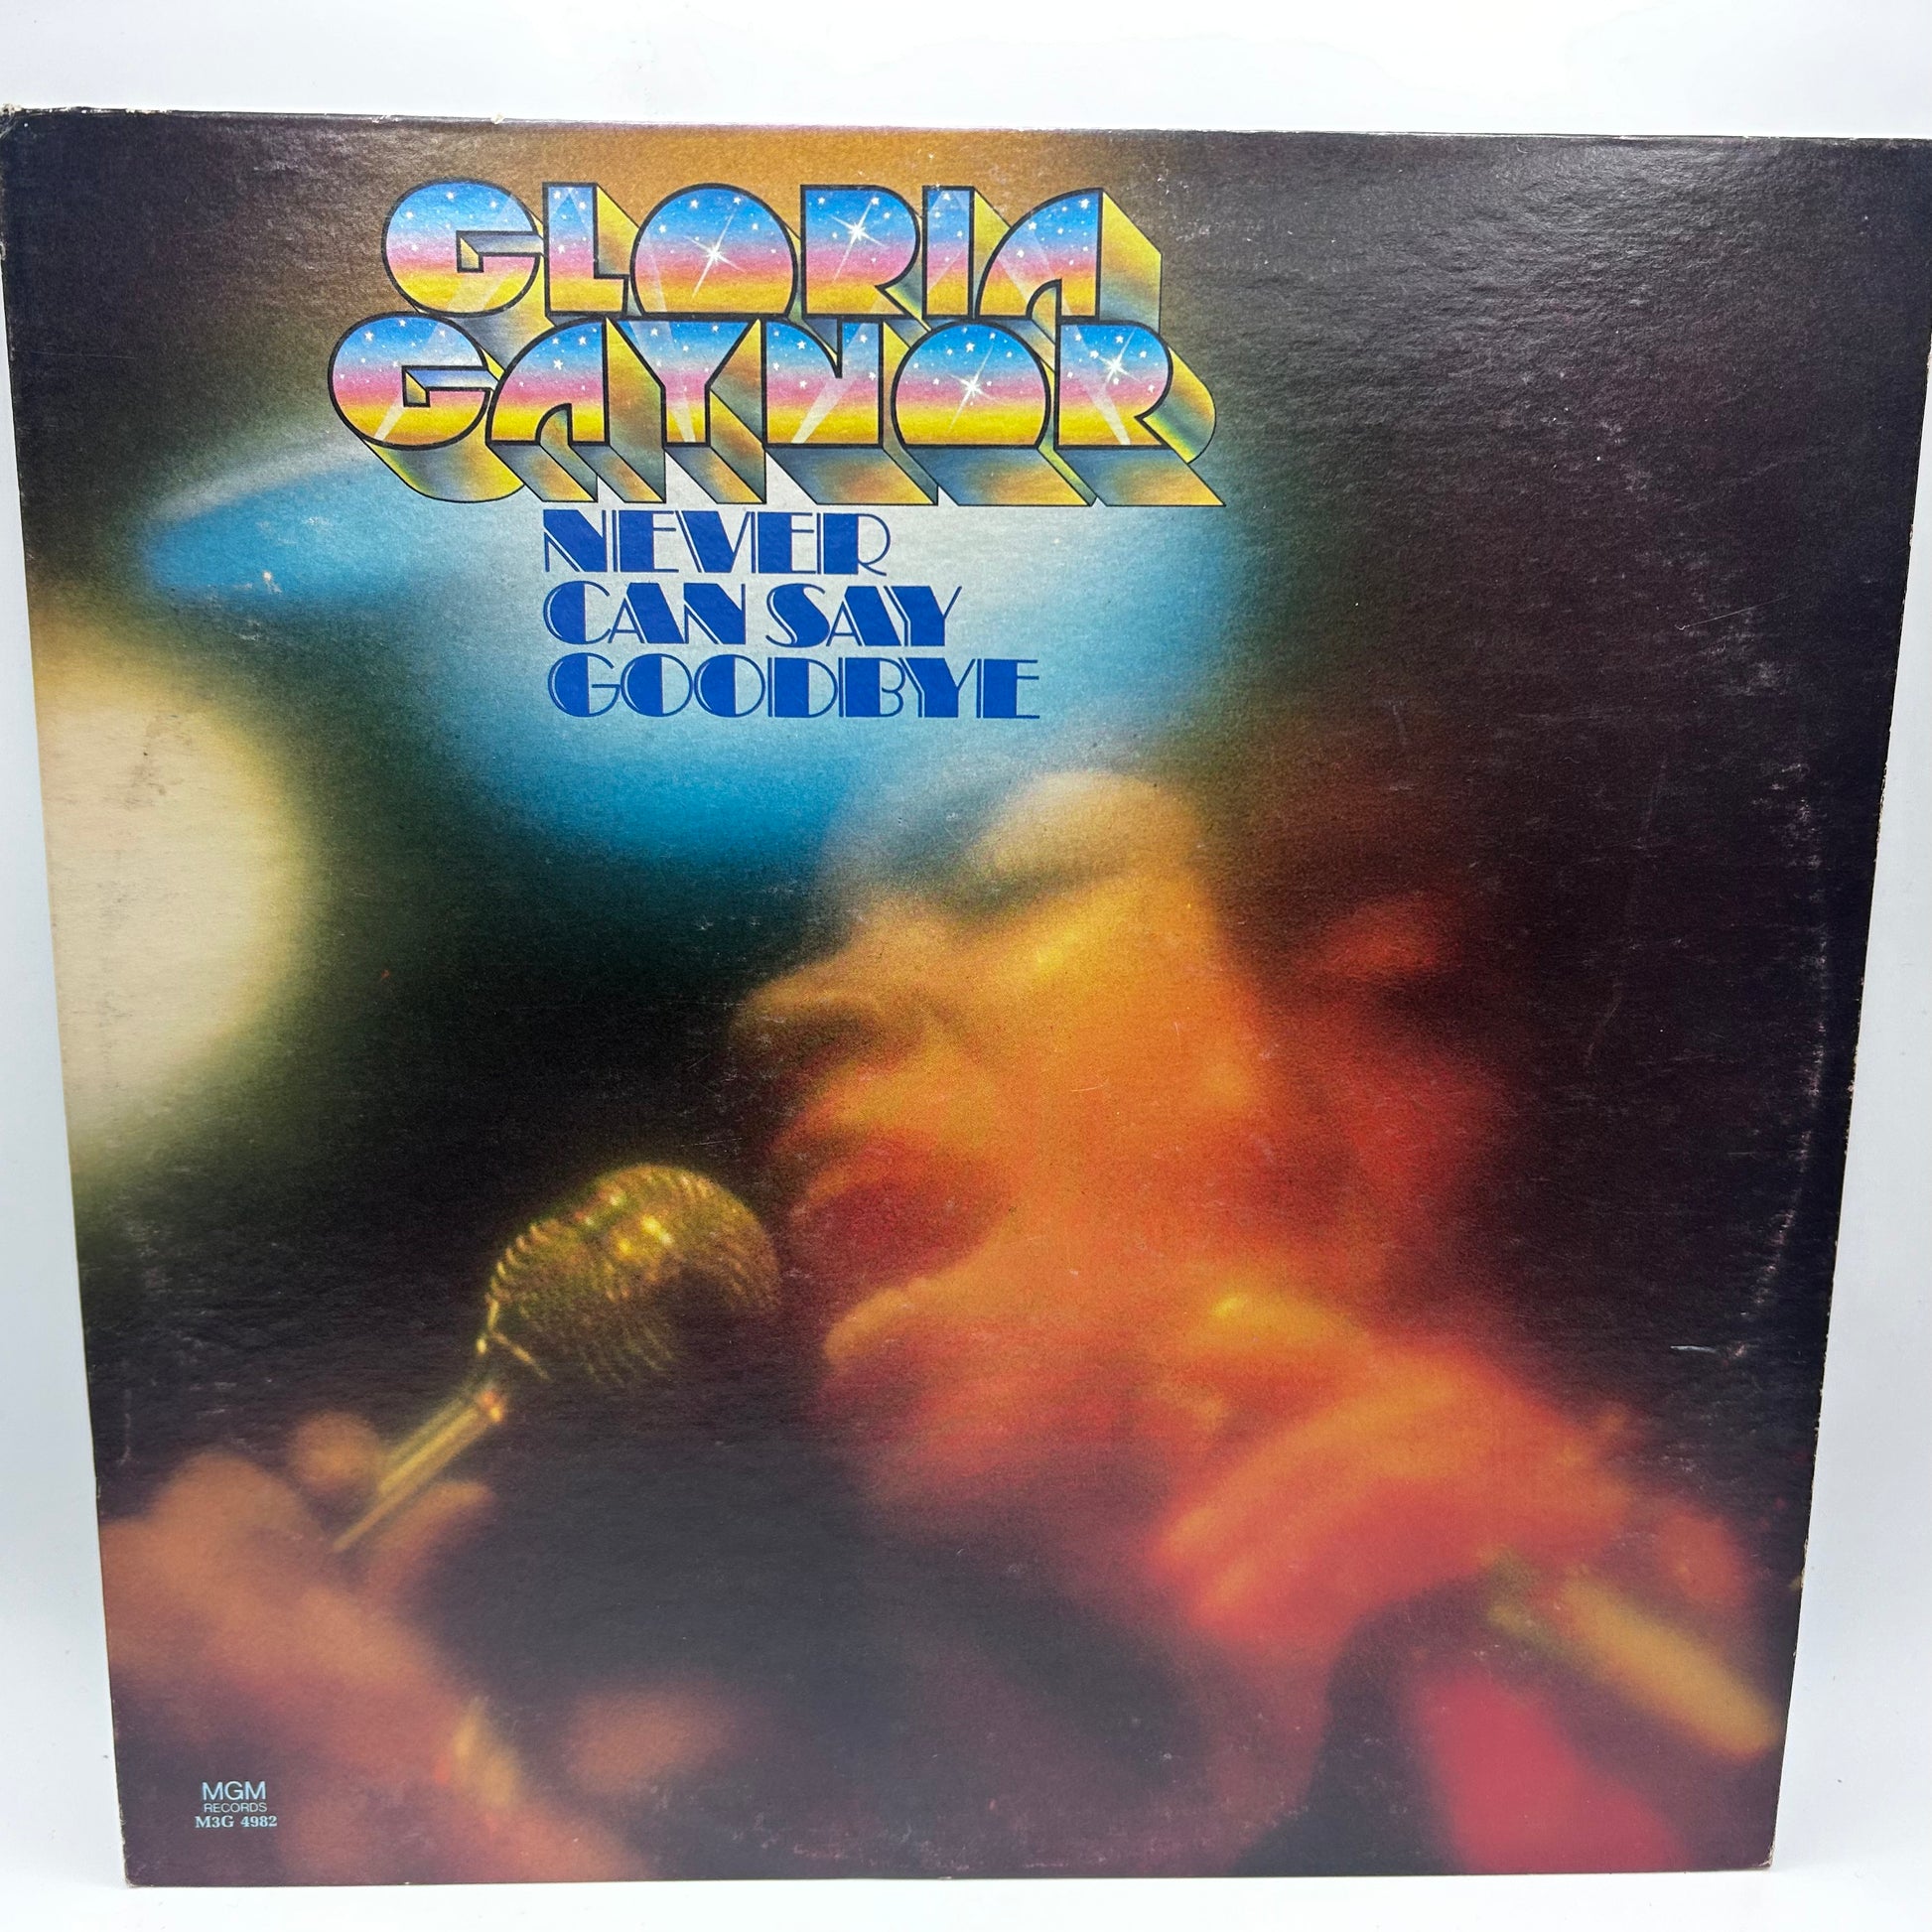 GLORIA
GAYNOR
NEVER
CAN SAY
GOODBYE
MGM
RECORDS
M3G 4982